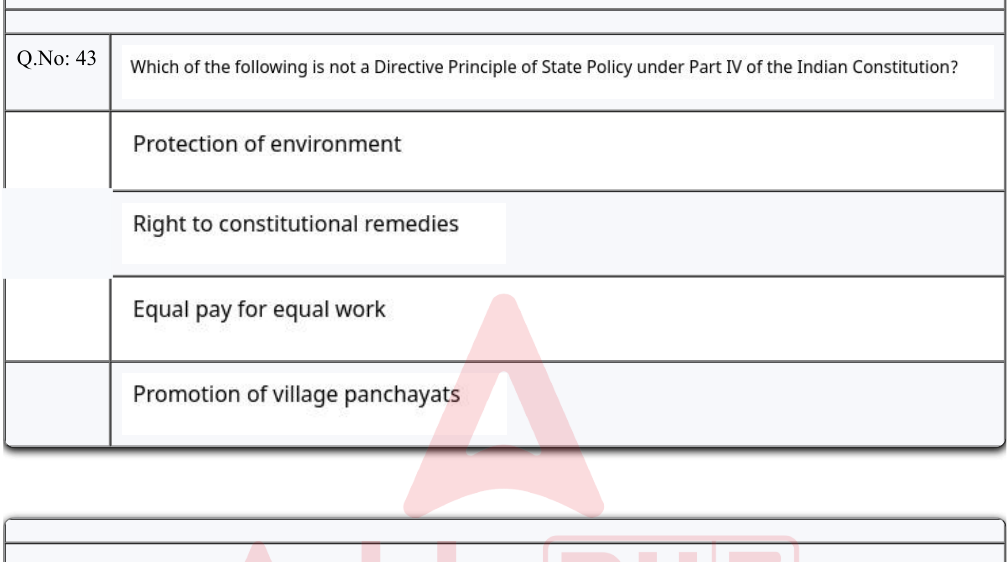 Q.No: 43
Which of the following is not a Directive Principle of State Policy under Part IV of the Indian Constitution?
Protection of environment
Right to constitutional remedies
Equal pay for equal work
Promotion of village panchayats